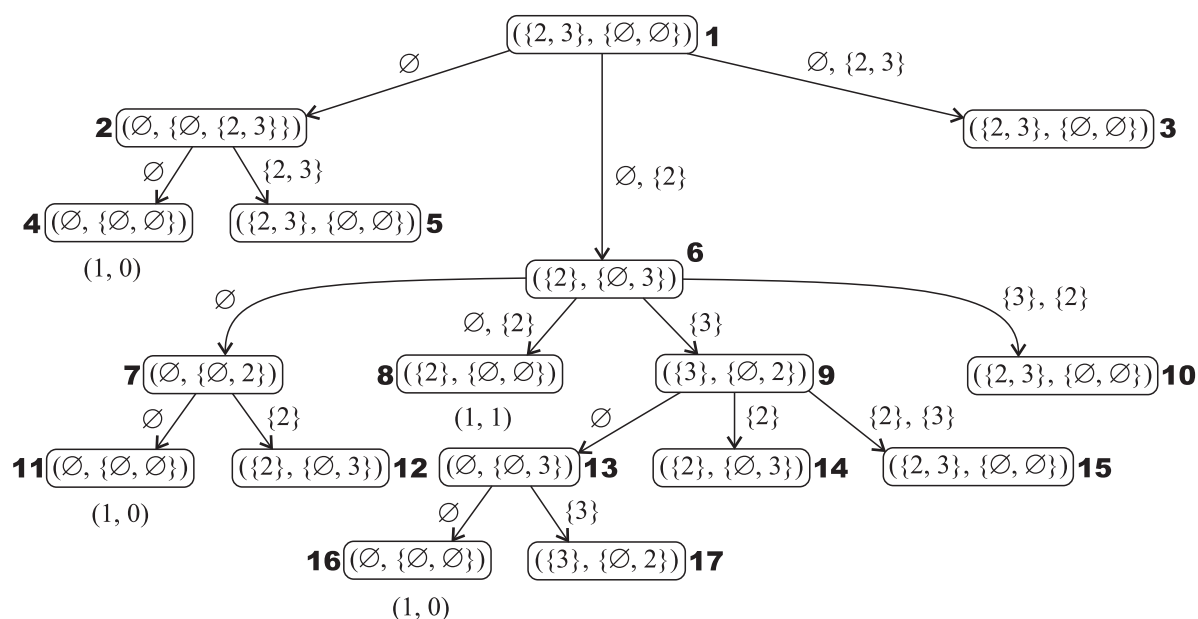 ({2, 3}, {∅, ∅}) 1
∅
∅, {2, 3}
2 (∅, {∅, {2, 3}})
({2, 3}, {∅, ∅}) 3
∅
{2, 3}
∅, {2}
4 (∅, {∅, ∅})
({2, 3}, {∅, ∅}) 5
(1, 0)
6
({2}, {∅, 3})
∅
∅, {2}
{3}
{3}, {2}
7 (∅, {∅, 2})
8 ({2}, {∅, ∅})
({3}, {∅, 2}) 9
({2, 3}, {∅, ∅}) 10
(1, 1)
∅
{2}
∅
{2}
{2}, {3}
11 (∅, {∅, ∅})
({2}, {∅, 3}) 12
(∅, {∅, 3}) 13
({2}, {∅, 3}) 14
({2, 3}, {∅, ∅}) 15
(1, 0)
∅
{3}
16 (∅, {∅, ∅})
({3}, {∅, 2}) 17
(1, 0)